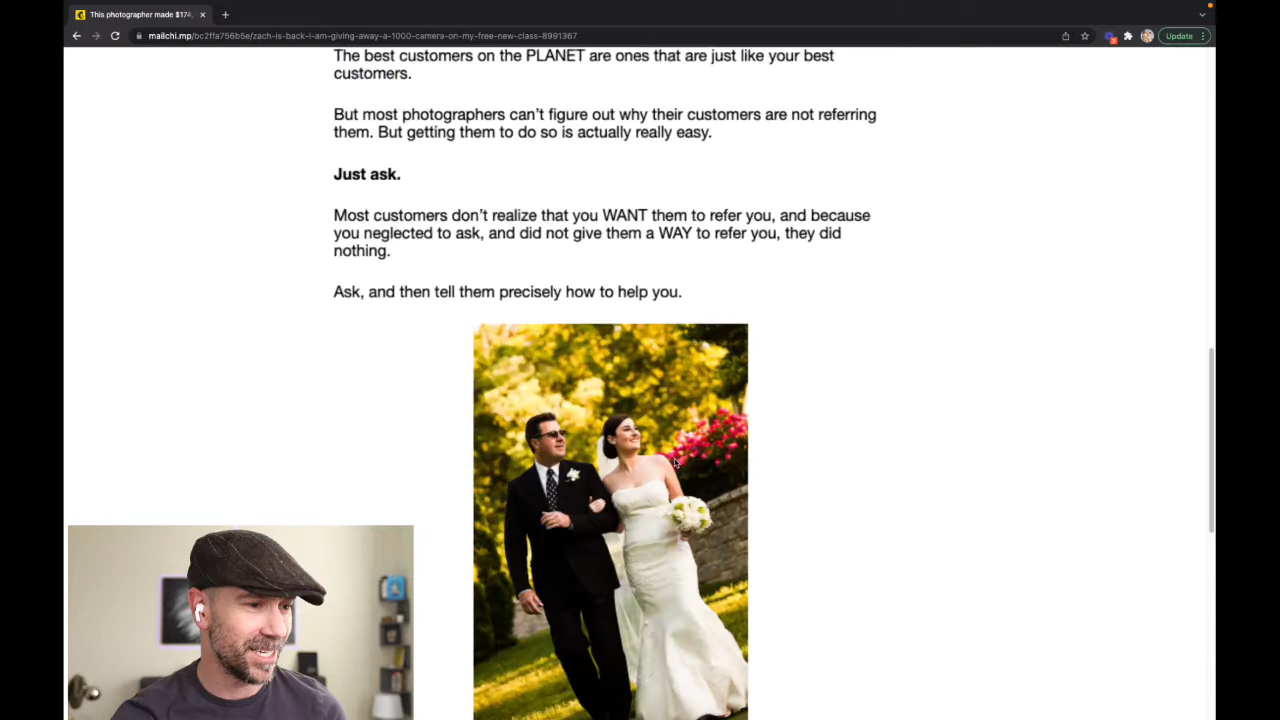 This photographer made $174,
mailchi.mp/bc2ffa756b5e/zach-is-back-i-am-giving-away-a-1000-camera-on-my-free-new-class-8991367
Update
The best customers on the PLANET are ones that are just like your best
customers.
But most photographers can’t figure out why their customers are not referring
them. But getting them to do so is actually really easy.
Just ask.
Most customers don’t realize that you WANT them to refer you, and because
you neglected to ask, and did not give them a WAY to refer you, they did
nothing.
Ask, and then tell them precisely how to help you.